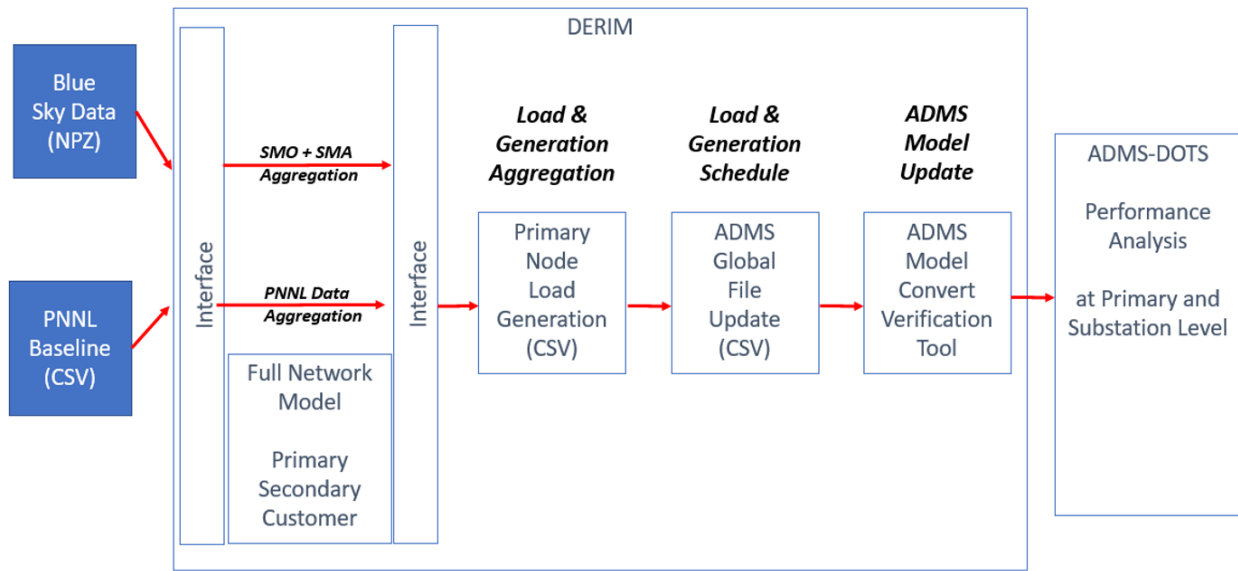 DERIM
Blue
Sky Data
(NPZ)
PNNL
Baseline
(CSV)
Interface
SMO + SMA
Aggregation
PNNL Data
Aggregation
Full Network
Model
Primary
Secondary
Customer
Interface
Load &
Generation
Aggregation
Primary
Node
Load
Generation
(CSV)
Load &
Generation
Schedule
ADMS
Global
File
Update
(CSV)
ADMS
Model
Update
ADMS
Model
Convert
Verification
Tool
ADMS-DOTS
Performance
Analysis
at Primary and
Substation Level